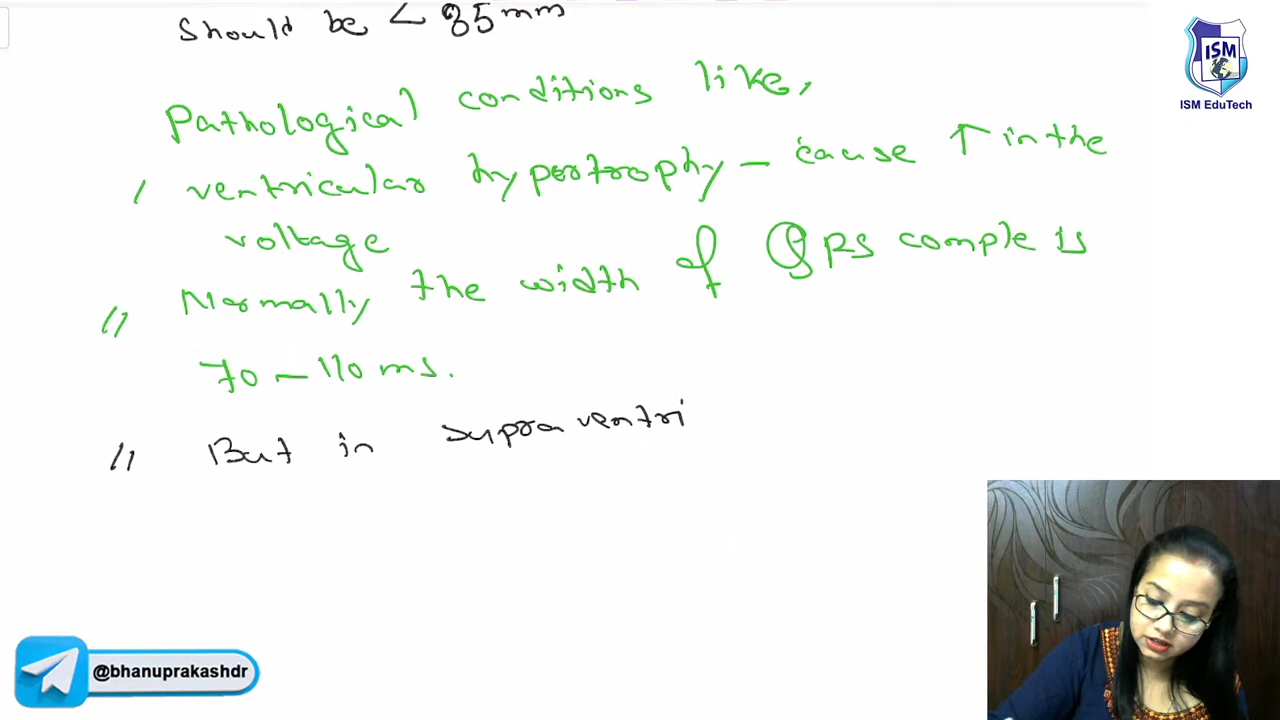 Should be < 35mm
Pathological conditions like,
ventricular hypertrophy – cause ↑ in the
voltage
// Normally the width of QRS comple is
70 – 110 ms.
// But in supraventri
ISM
ISM EduTech
@bhanuprakashdr